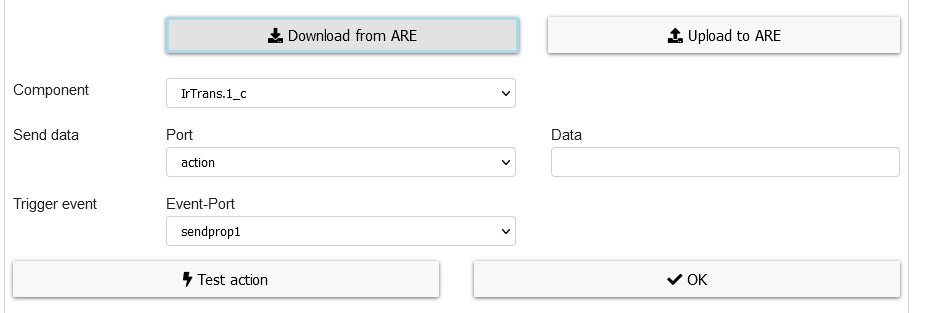 Download from ARE
Upload to ARE
Component
IrTrans.1_c
Send data
Port
Data
action
Trigger event
Event-Port
sendprop1
Test action
OK